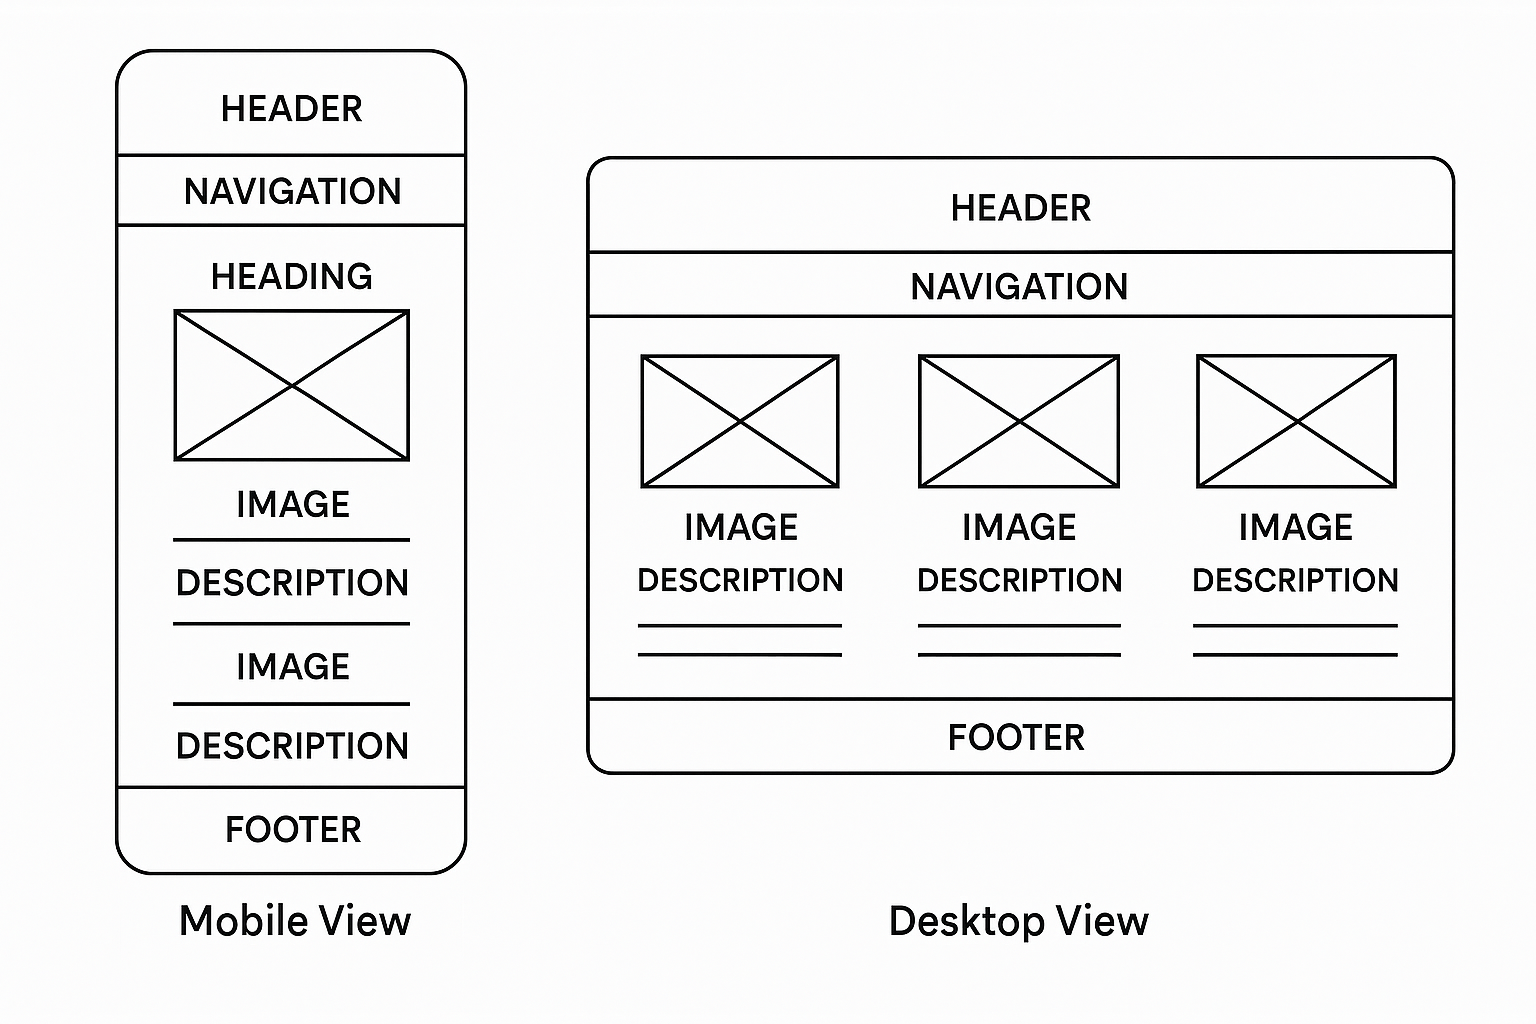 HEADER
NAVIGATION
HEADING
IMAGE
DESCRIPTION
IMAGE
DESCRIPTION
FOOTER
Mobile View
HEADER
NAVIGATION
IMAGE IMAGE IMAGE
DESCRIPTION DESCRIPTION DESCRIPTION
FOOTER
Desktop View